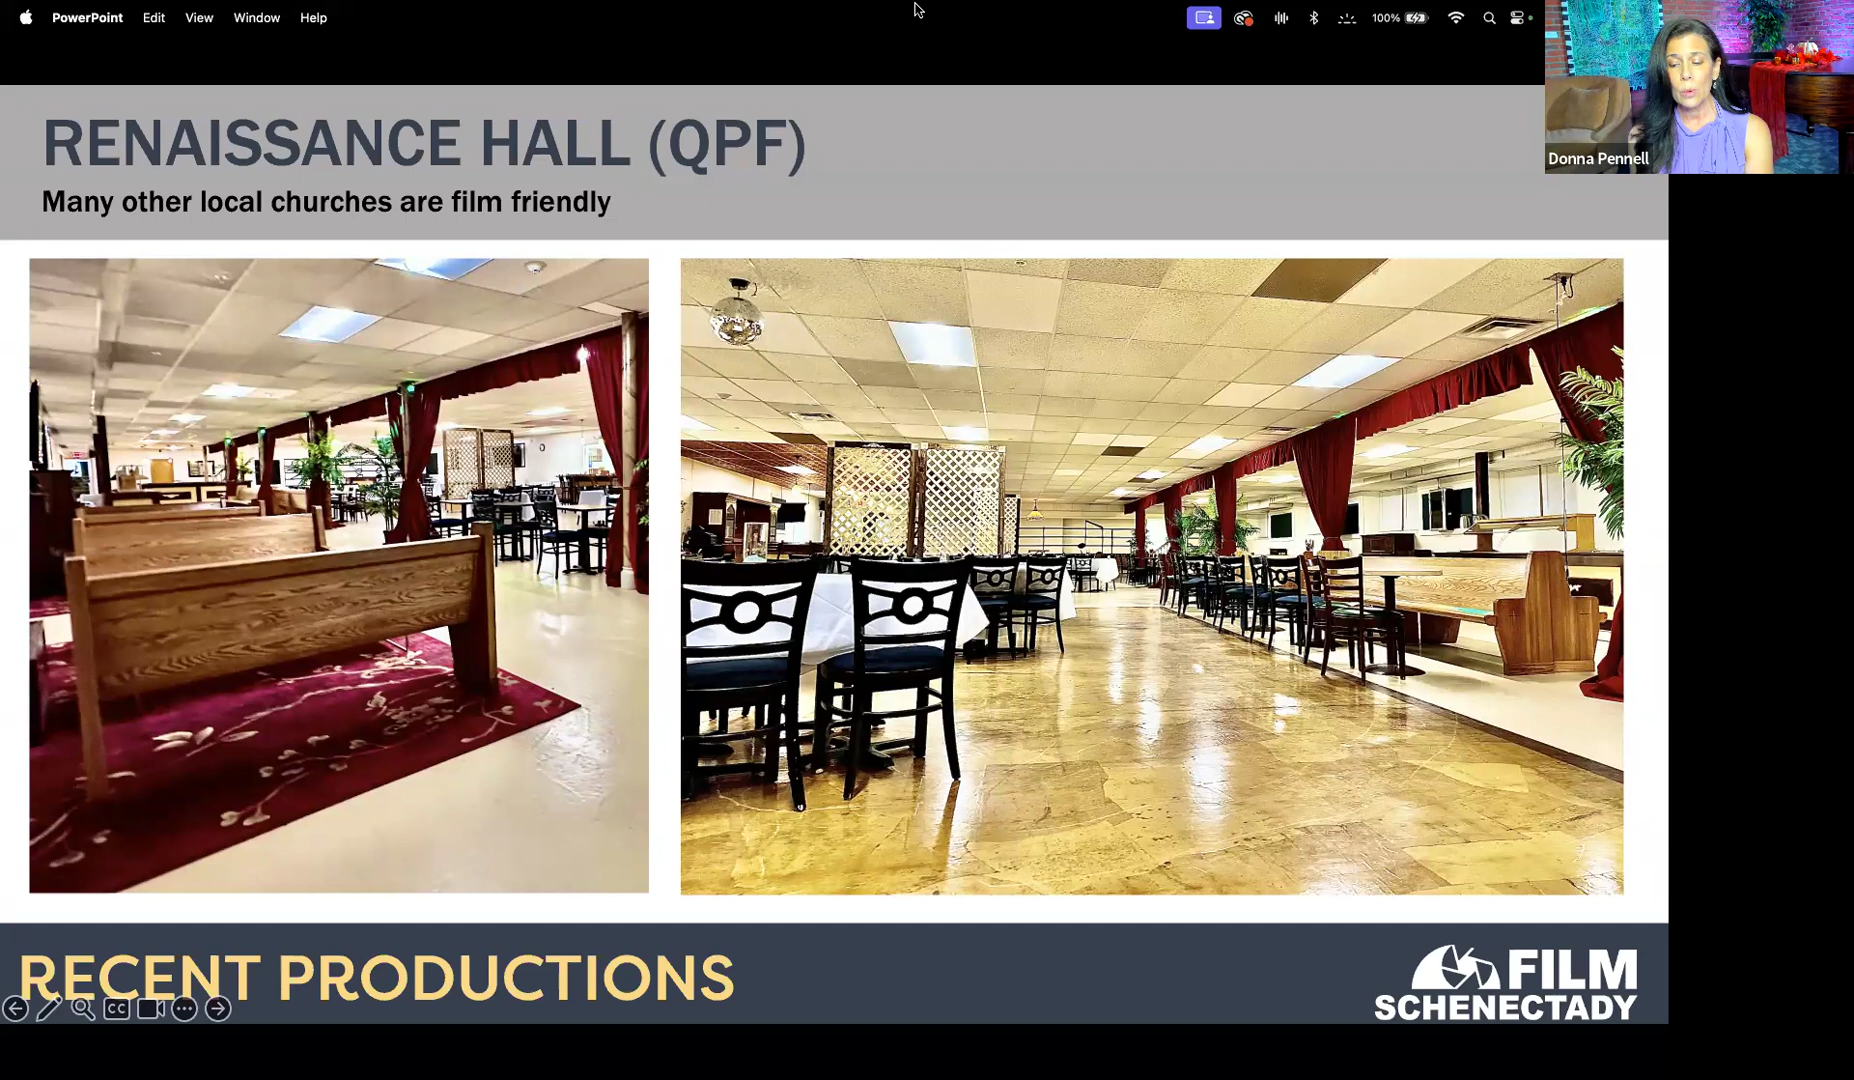 PowerPoint Edit View Window Help
100%
Donna Pennell
RENAISSANCE HALL (QPF)
Many other local churches are film friendly
RECENT PRODUCTIONS
CC
FILM
SCHENECTADY